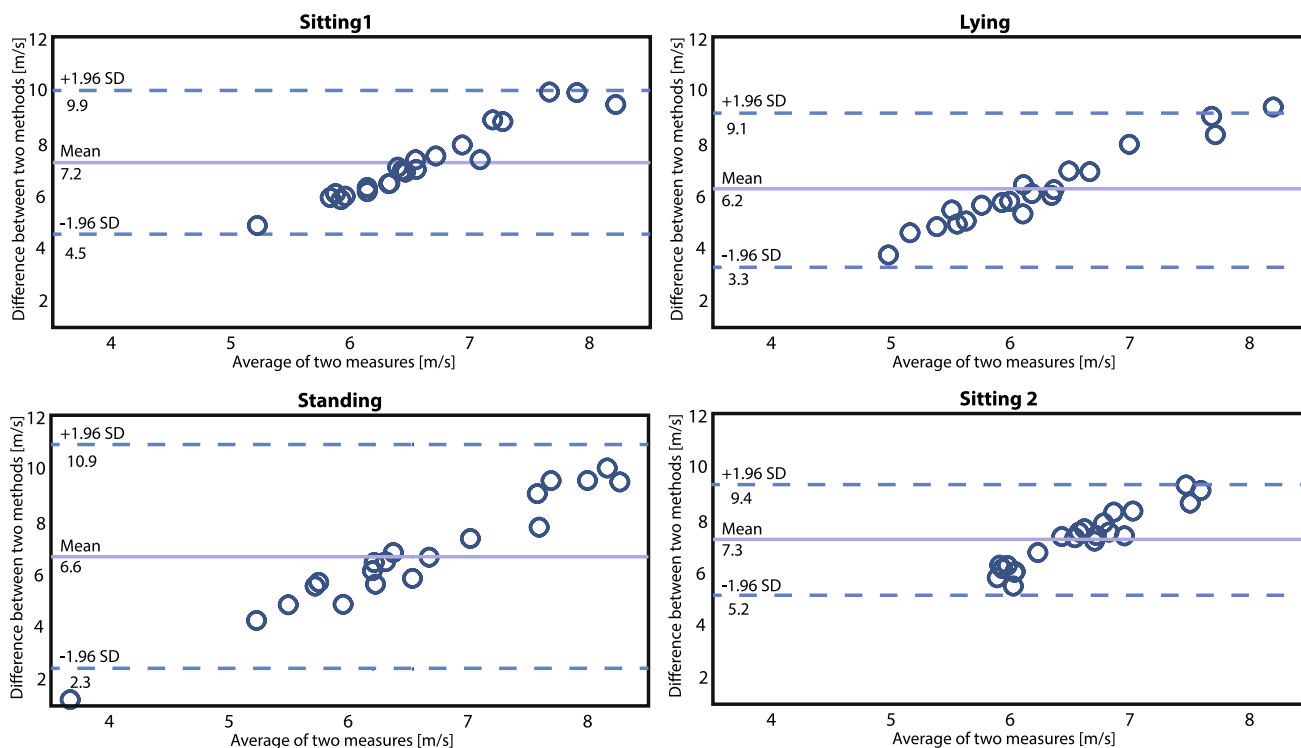 Sitting1
Difference between two methods [m/s]
12
10
8
6
4
2
+1.96 SD
9.9
Mean
7.2
-1.96 SD
4.5
4 5 6 7 8
Average of two measures [m/s]
Lying
Difference between two methods [m/s]
12
10
8
6
4
2
+1.96 SD
9.1
Mean
6.2
-1.96 SD
3.3
4 5 6 7 8
Average of two measures [m/s]
Standing
Difference between two methods [m/s]
12
10
8
6
4
2
+1.96 SD
10.9
Mean
6.6
-1.96 SD
2.3
4 5 6 7 8
Average of two measures [m/s]
Sitting 2
Difference between two methods [m/s]
12
10
8
6
4
2
+1.96 SD
9.4
Mean
7.3
-1.96 SD
5.2
4 5 6 7 8
Average of two measures [m/s]